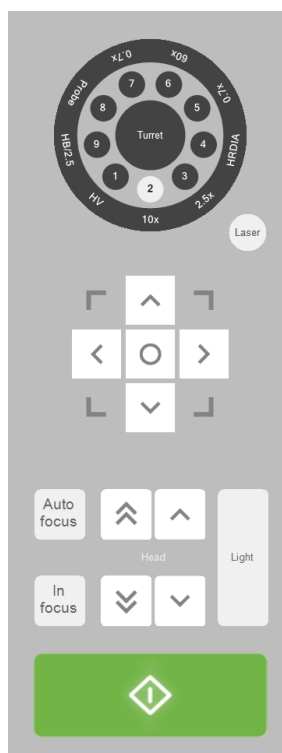 0.7x
60x
Probe
0.7x
7
6
8
5
Turret
9
4
HB/2.5
HRDIA
1
3
2
HV
2.5x
10x
Laser
Auto
focus
Head
Light
In
focus